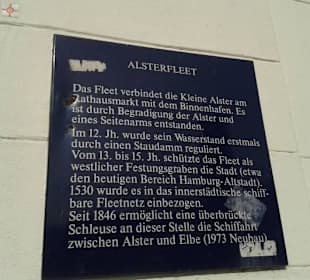 ALSTERFLEET
Das Fleet verbindet die Kleine Alster am
Rathausmarkt mit dem Binnenhafen. Es
ist durch Begradigung der Alster und
eines Seitenarms entstanden.
Im 12. Jh. wurde sein Wasserstand erstmals
durch einen Staudamm reguliert.
Vom 13. bis 15. Jh. schützte das Fleet als
westlicher Festungsgraben die Stadt (etwa
den heutigen Bereich Hamburg-Altstadt).
1530 wurde es in das innerstädtische schiff-
bare Fleetnetz einbezogen.
Seit 1846 ermöglicht eine überbrückte
Schleuse an dieser Stelle die Schiffahrt
zwischen Alster und Elbe (1973 Neubau)